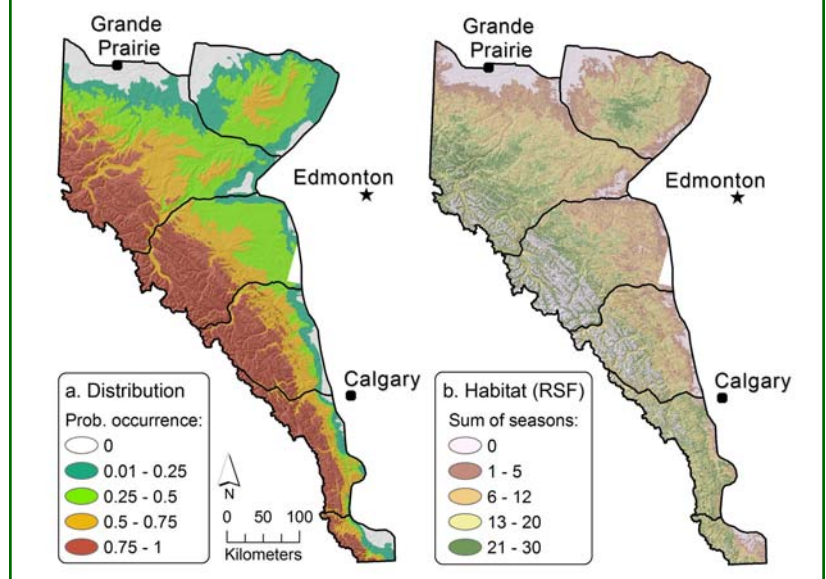 Grande
Prairie
Edmonton
Calgary
a. Distribution
Prob. occurrence:
0
0.01 - 0.25
0.25 - 0.5
0.5 - 0.75
0.75 - 1
N
0 50 100
Kilometers
Grande
Prairie
Edmonton
Calgary
b. Habitat (RSF)
Sum of seasons:
0
1 - 5
6 - 12
13 - 20
21 - 30